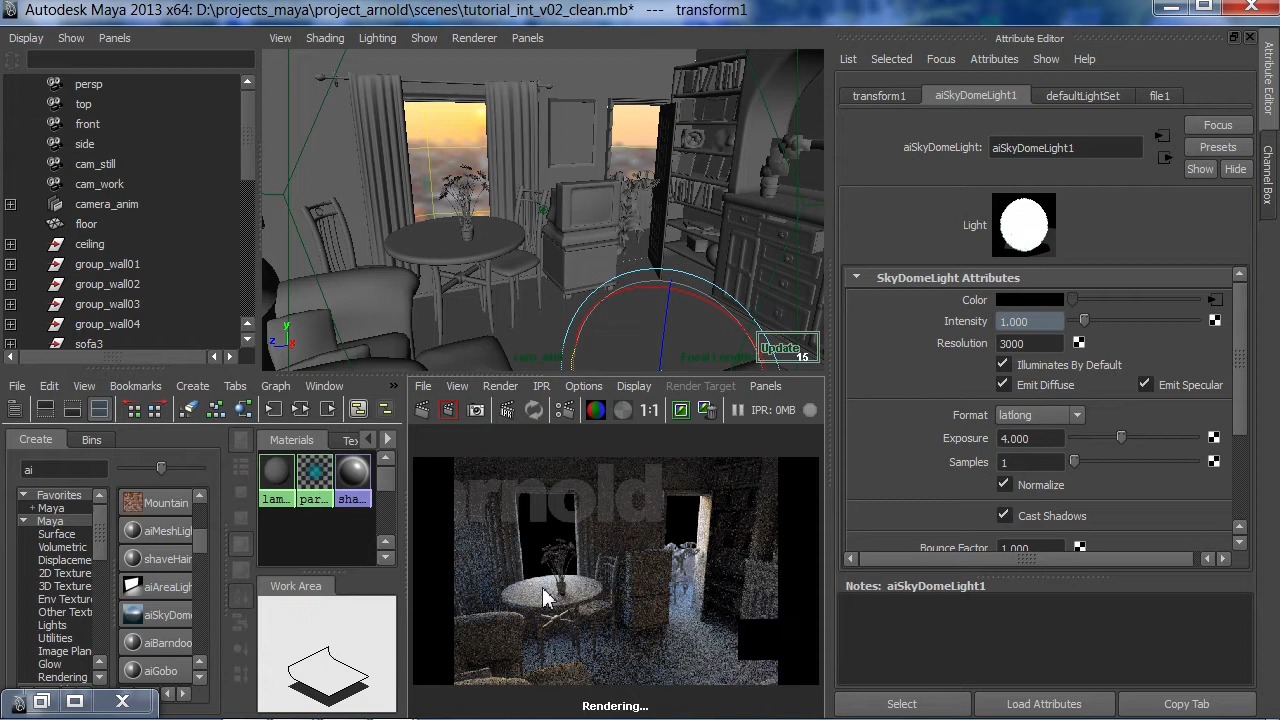 Autodesk Maya 2013 x64: D:\projects_maya\project_arnold\scenes\tutorial_int_v02_clean.mb* --- transform1
Display Show Panels
View Shading Lighting Show Renderer Panels
Attribute Editor
List Selected Focus Attributes Show Help
persp
top
front
side
cam_still
cam_work
camera_anim
floor
ceiling
group_wall01
group_wall02
group_wall03
group_wall04
sofa3
y
z x
Update
15
transform1 aiSkyDomeLight1 defaultLightSet file1
aiSkyDomeLight: aiSkyDomeLight1
Focus
Presets
Show Hide
Light
SkyDomeLight Attributes
Color
Intensity 1.000
Resolution 3000
Illuminates By Default
Emit Diffuse Emit Specular
Format latlong
Exposure 4.000
Samples 1
Normalize
Cast Shadows
Bounce Factor 1.000
Notes: aiSkyDomeLight1
Select Load Attributes Copy Tab
Attribute Editor
Channel Box
File Edit View Bookmarks Create Tabs Graph Window »
Create Bins
ai
Favorites
+ Maya
Maya
Surface
Volumetric
Displaceme
2D Texture
3D Texture
Env Texture
Other Text
Lights
Utilities
Image Plan
Glow
Rendering
Mountain
aiMeshLig
shaveHair
aiAreaLigh
aiSkyDome
aiBarndoo
aiGobo
Materials Tex
lam... par... sha...
Work Area
File View Render IPR Options Display Render Target Panels
1:1
IPR: 0MB
arnold
Rendering...